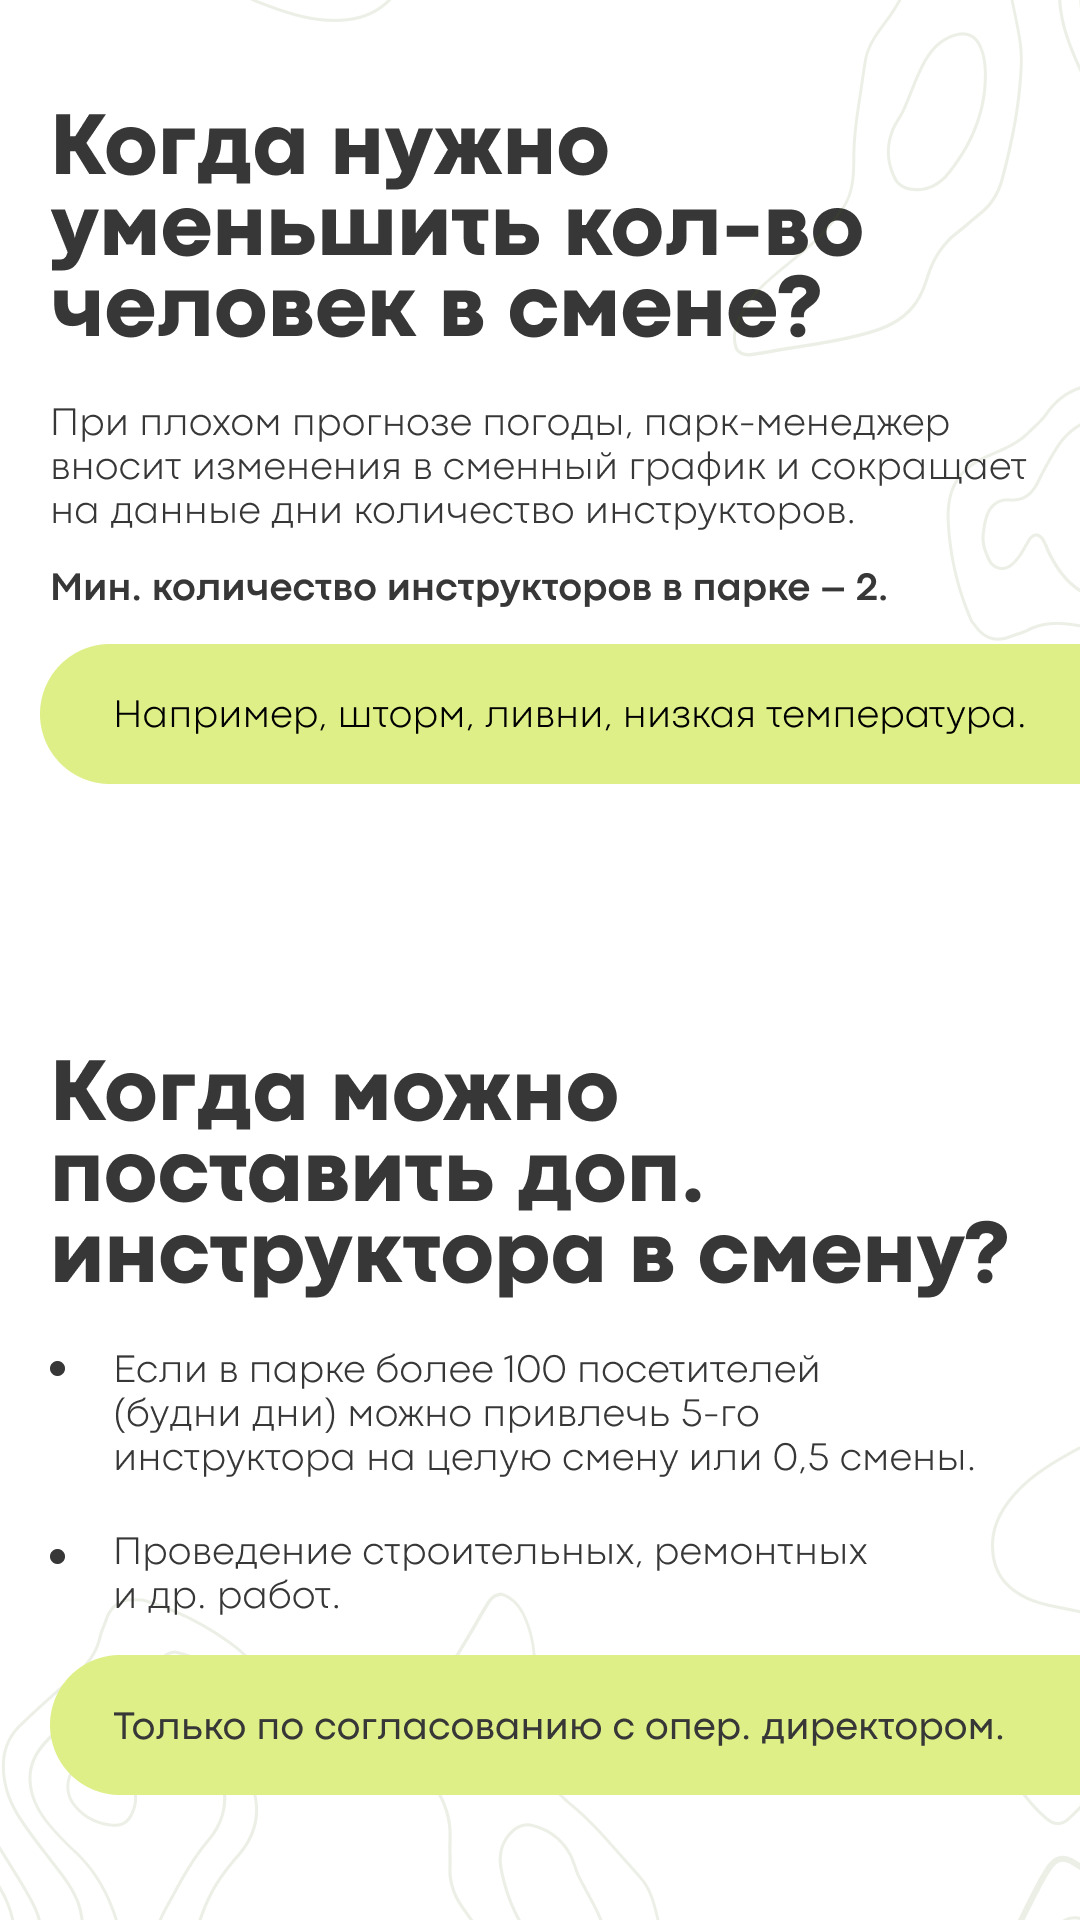 Когда нужно
уменьшить кол-во
человек в смене?
При плохом прогнозе погоды, парк-менеджер
вносит изменения в сменный график и сокращает
на данные дни количество инструкторов.
Мин. количество инструкторов в парке – 2.
Например, шторм, ливни, низкая температура.
Когда можно
поставить доп.
инструктора в смену?
• Если в парке более 100 посетителей
(будни дни) можно привлечь 5-го
инструктора на целую смену или 0,5 смены.
• Проведение строительных, ремонтных
и др. работ.
Только по согласованию с опер. директором.